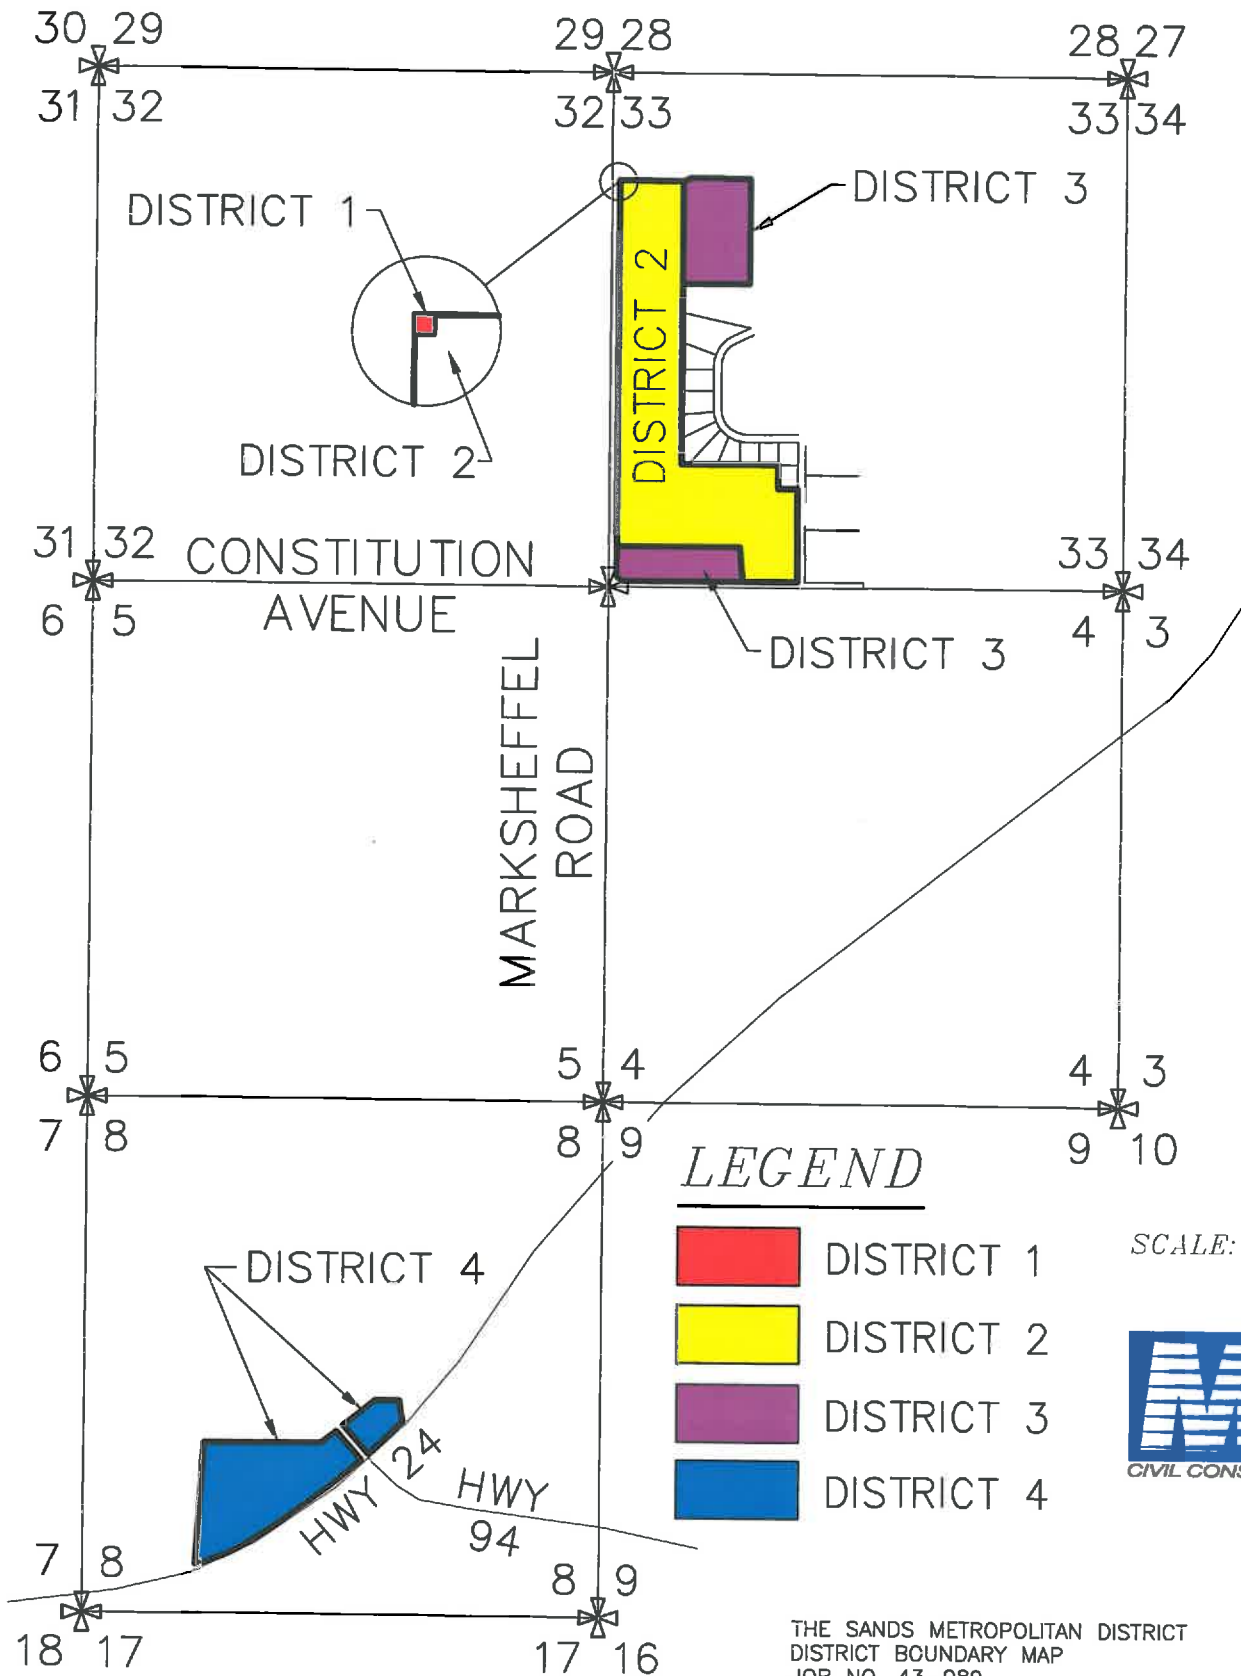 30 29
29 28
28 27
31 32
32 33
33 34
DISTRICT 3
DISTRICT 1
DISTRICT 2
DISTRICT 2
31 32
CONSTITUTION
AVENUE
33 34
6 5
4 3
DISTRICT 3
MARKSHEFFEL
ROAD
6 5
5 4
4 3
7 8
8 9
9 10
LEGEND
DISTRICT 1
SCALE:
DISTRICT 4
DISTRICT 2
DISTRICT 3
DISTRICT 4
CIVIL CONS
HWY 24
HWY
94
7 8
8 9
18 17
17 16
THE SANDS METROPOLITAN DISTRICT
DISTRICT BOUNDARY MAP